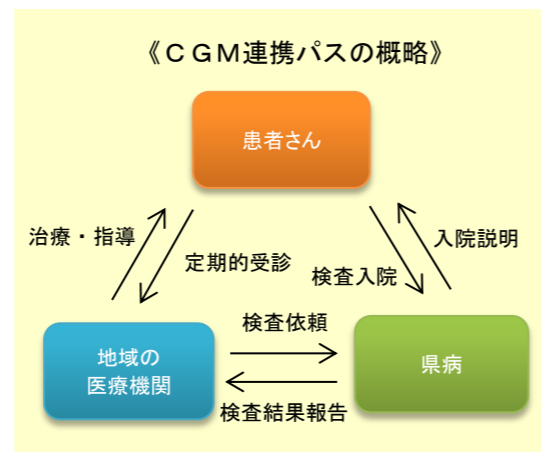 《ＣＧＭ連携パスの概略》
患者さん
治療・指導
定期的受診
検査入院
入院説明
地域の
医療機関
検査依頼
県病
検査結果報告